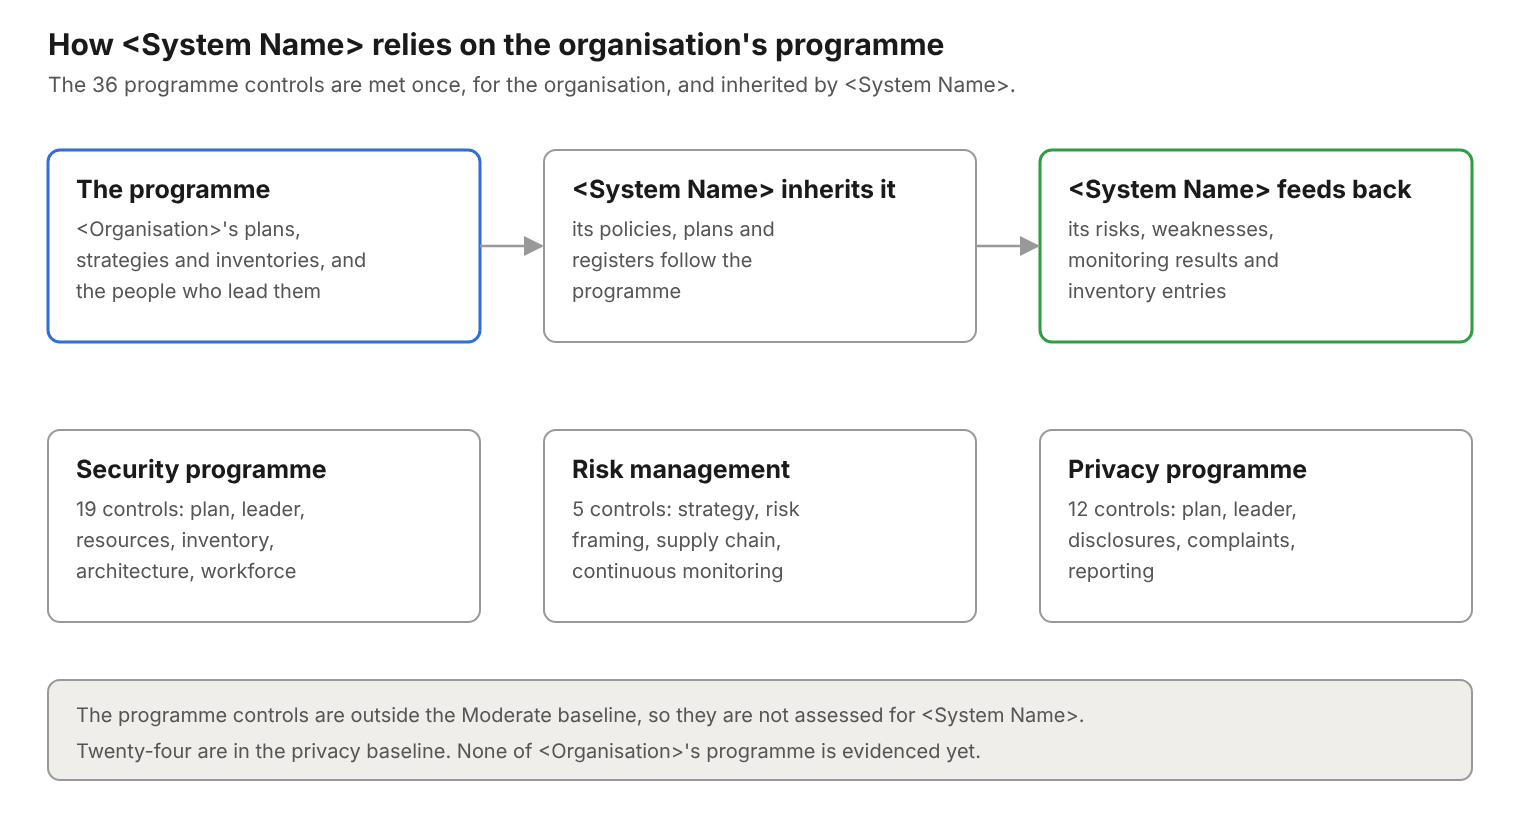 How <System Name> relies on the organisation's programme
The 36 programme controls are met once, for the organisation, and inherited by <System Name>.
The programme
<Organisation>'s plans,
strategies and inventories, and
the people who lead them
<System Name> inherits it
its policies, plans and
registers follow the
programme
<System Name> feeds back
its risks, weaknesses,
monitoring results and
inventory entries
Security programme
19 controls: plan, leader,
resources, inventory,
architecture, workforce
Risk management
5 controls: strategy, risk
framing, supply chain,
continuous monitoring
Privacy programme
12 controls: plan, leader,
disclosures, complaints,
reporting
The programme controls are outside the Moderate baseline, so they are not assessed for <System Name>.
Twenty-four are in the privacy baseline. None of <Organisation>'s programme is evidenced yet.